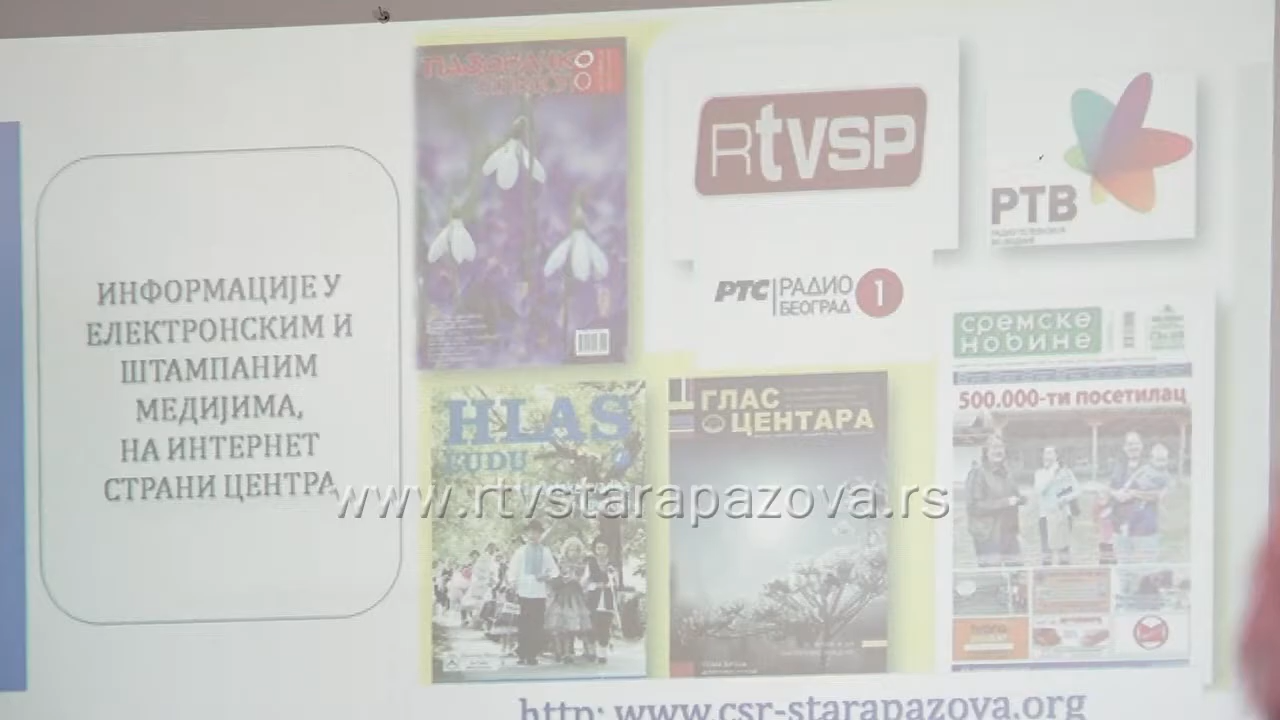 ИНФОРМАЦИЈЕ У
ЕЛЕКТРОНСКИМ И
ШТАМПАНИМ
МЕДИЈИМА,
НА ИНТЕРНЕТ
СТРАНИ ЦЕНТРА
RTVSP
РТВ
РТС РАДИО 1
БЕОГРАД
СРЕМСКЕ
НОВИНЕ
500.000-ти посетилац
HLAS
ĽUDU
ГЛАС
ЦЕНТАРА
www.rtvstarapazova.rs
http: www.csr-starapazova.org